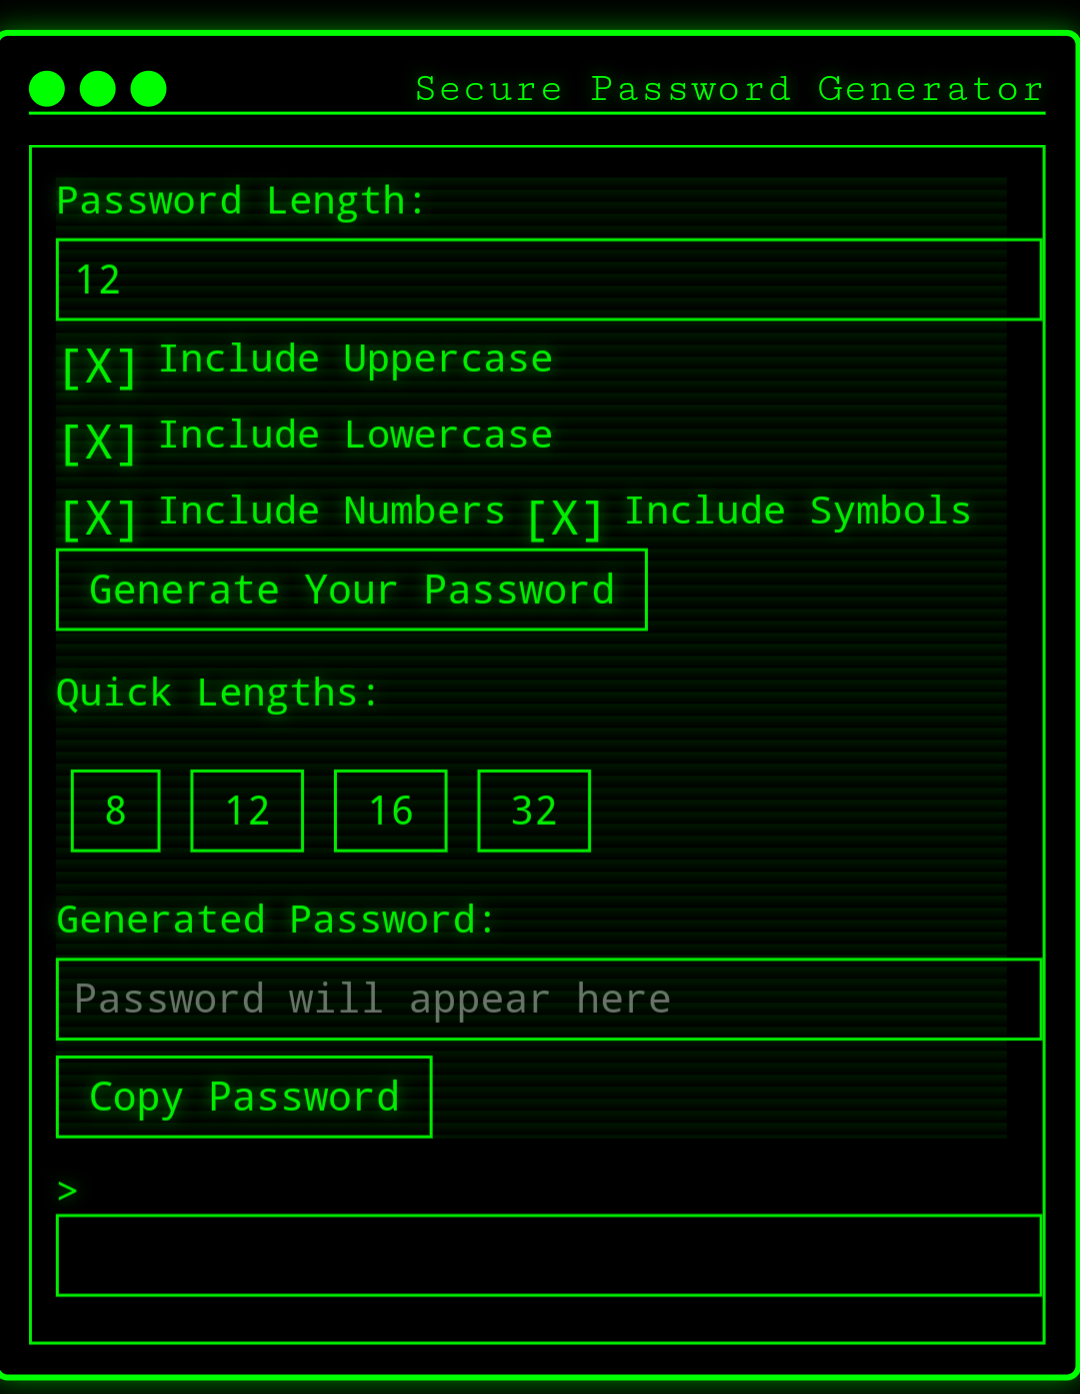 Secure Password Generator
Password Length:
12
[X] Include Uppercase
[X] Include Lowercase
[X] Include Numbers [X] Include Symbols
Generate Your Password
Quick Lengths:
8 12 16 32
Generated Password:
Password will appear here
Copy Password
>